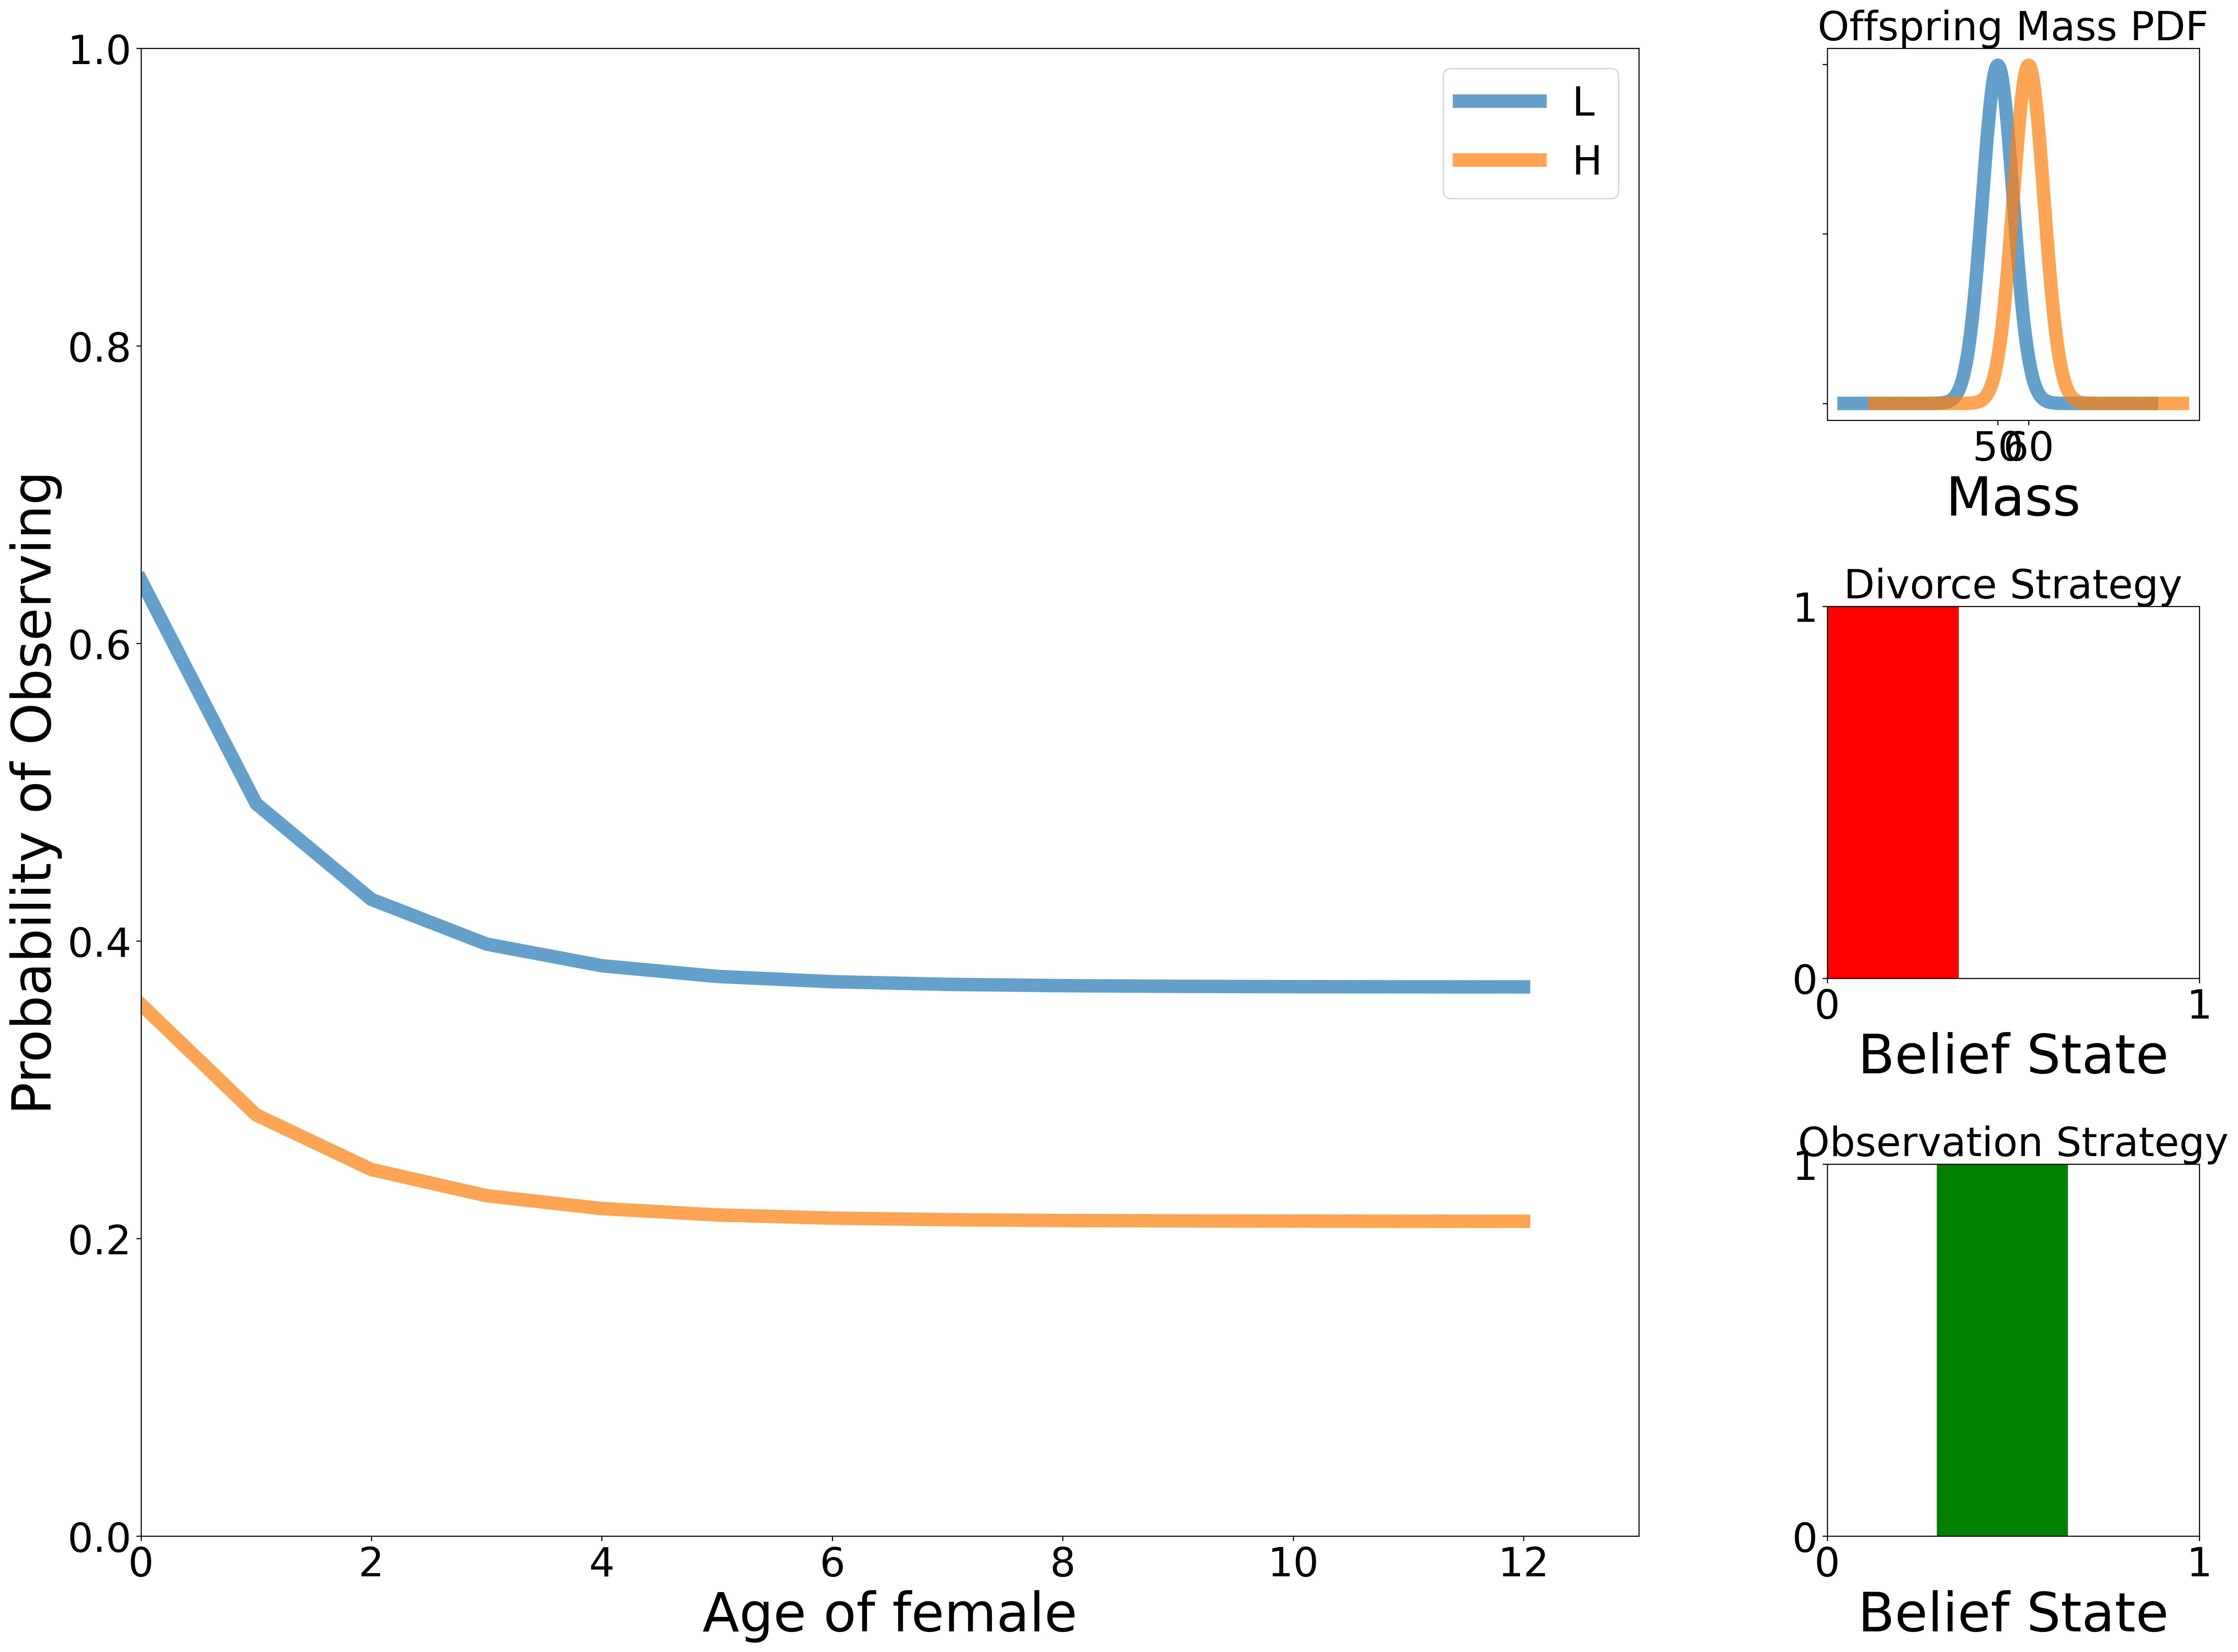 Probability of Observing
1.0
0.8
0.6
0.4
0.2
0.0
0 2 4 6 8 10 12
Age of female
L
H
Offspring Mass PDF
50 60
Mass
Divorce Strategy
1
0
0 1
Belief State
Observation Strategy
1
0
0 1
Belief State